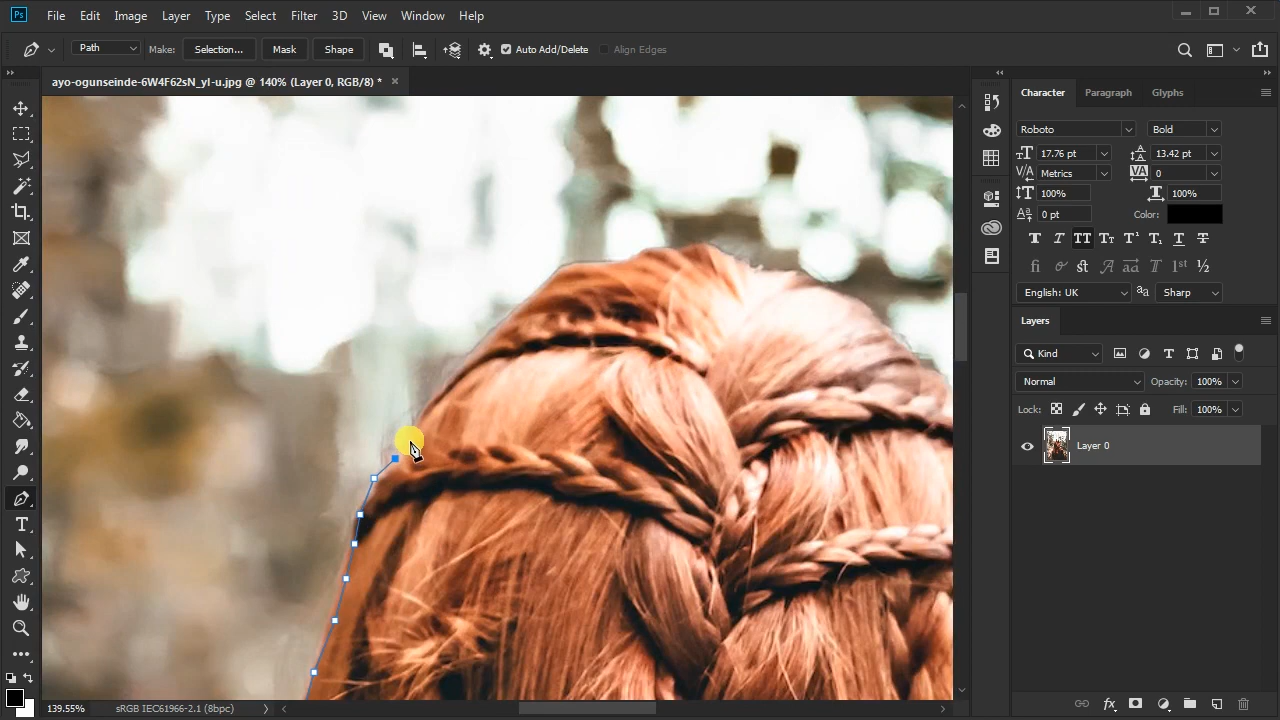 Ps File Edit Image Layer Type Select Filter 3D View Window Help
Path Make: Selection... Mask Shape Auto Add/Delete Align Edges
ayo-ogunseinde-6W4F62sN_yI-u.jpg @ 140% (Layer 0, RGB/8) *
Character Paragraph Glyphs
Roboto Bold
17.76 pt 13.42 pt
Metrics 0
100% 100%
0 pt Color:
English: UK Sharp
Layers
Kind
Normal Opacity: 100%
Lock: Fill: 100%
Layer 0
139.55% sRGB IEC61966-2.1 (8bpc)